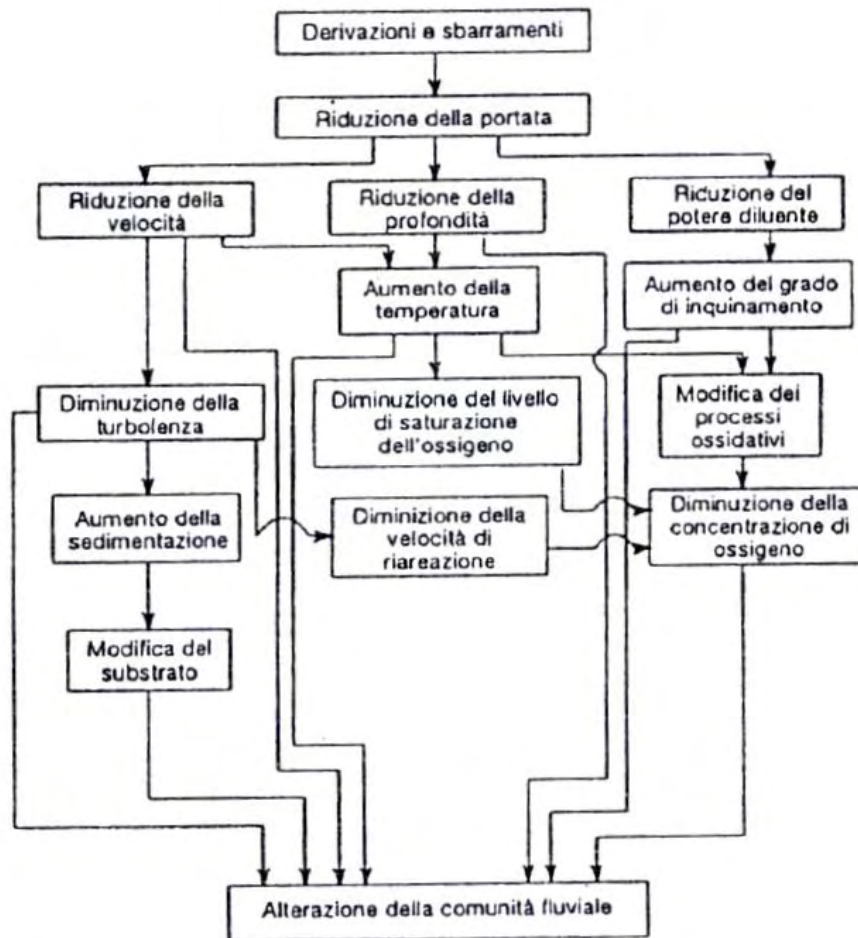 Derivazioni e sbarramenti
Riduzione della portata
Riduzione della
velocità
Riduzione della
profondità
Riduzione del
potere diluente
Aumento della
temperatura
Aumento del grado
di inquinamento
Diminuzione della
turbolenza
Diminuzione del livello
di saturazione
dell'ossigeno
Modifica dei
processi
ossidativi
Aumento della
sedimentazione
Diminizione della
velocità di
riareazione
Diminuzione della
concentrazione di
ossigeno
Modifica del
substrato
Alterazione della comunità fluviale